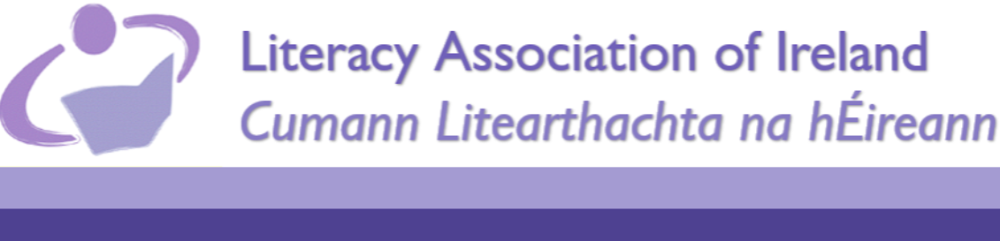 Literacy Association of Ireland
Cumann Litearthachta na hÉireann